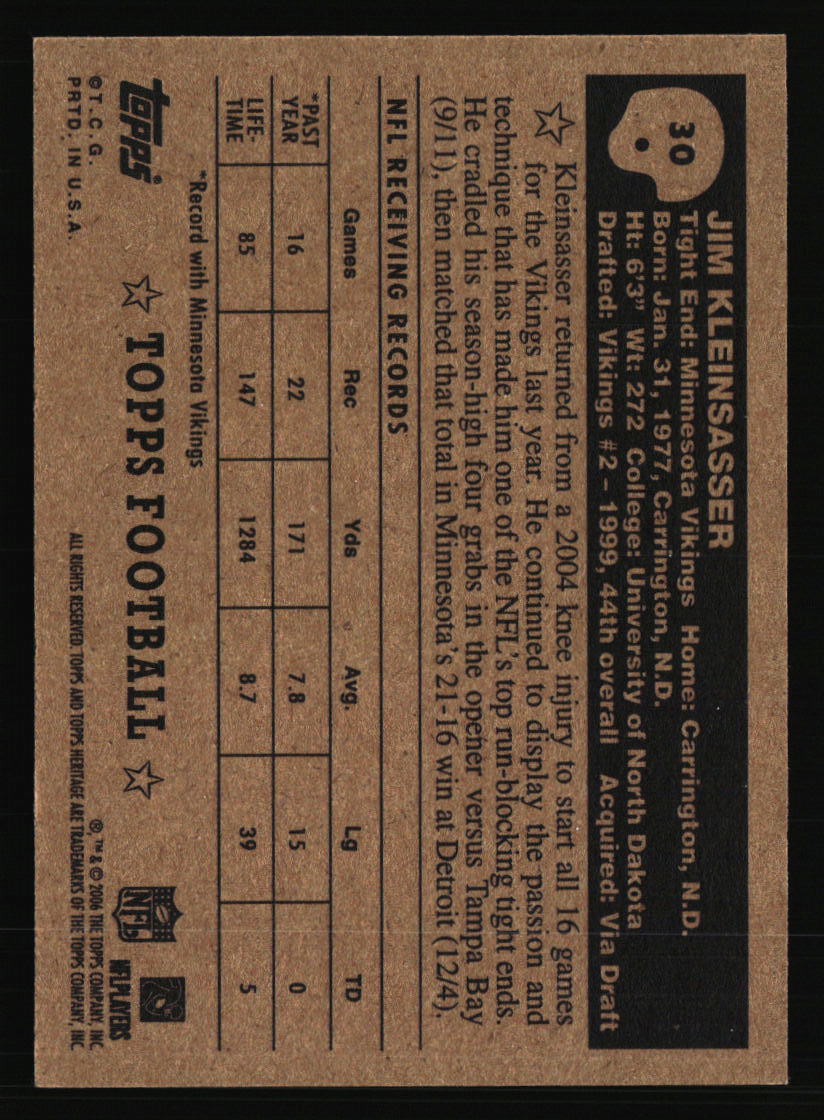 30
JIM KLEINSASSER
Tight End: Minnesota Vikings Home: Carrington, N.D.
Born: Jan. 31, 1977, Carrington, N.D.
Ht: 6'3" Wt: 272 College: University of North Dakota
Drafted: Vikings #2 – 1999, 44th overall Acquired: Via Draft
Kleinsasser returned from a 2004 knee injury to start all 16 games
for the Vikings last year. He continued to display the passion and
technique that has made him one of the NFL's top run-blocking tight ends.
He cradled his season-high four grabs in the opener versus Tampa Bay
(9/11), then matched that total in Minnesota's 21-16 win at Detroit (12/4).
NFL RECEIVING RECORDS
Games Rec Yds Avg. Lg TD
*PAST YEAR 16 22 171 7.8 15 0
LIFE-TIME 85 147 1284 8.7 39 5
*Record with Minnesota Vikings
topps
TOPPS FOOTBALL
NFL
NFLPLAYERS
©T.C.G.
PRTD. IN U.S.A.
®, ™ & © 2006 THE TOPPS COMPANY, INC.
ALL RIGHTS RESERVED. TOPPS AND TOPPS HERITAGE ARE TRADEMARKS OF THE TOPPS COMPANY, INC